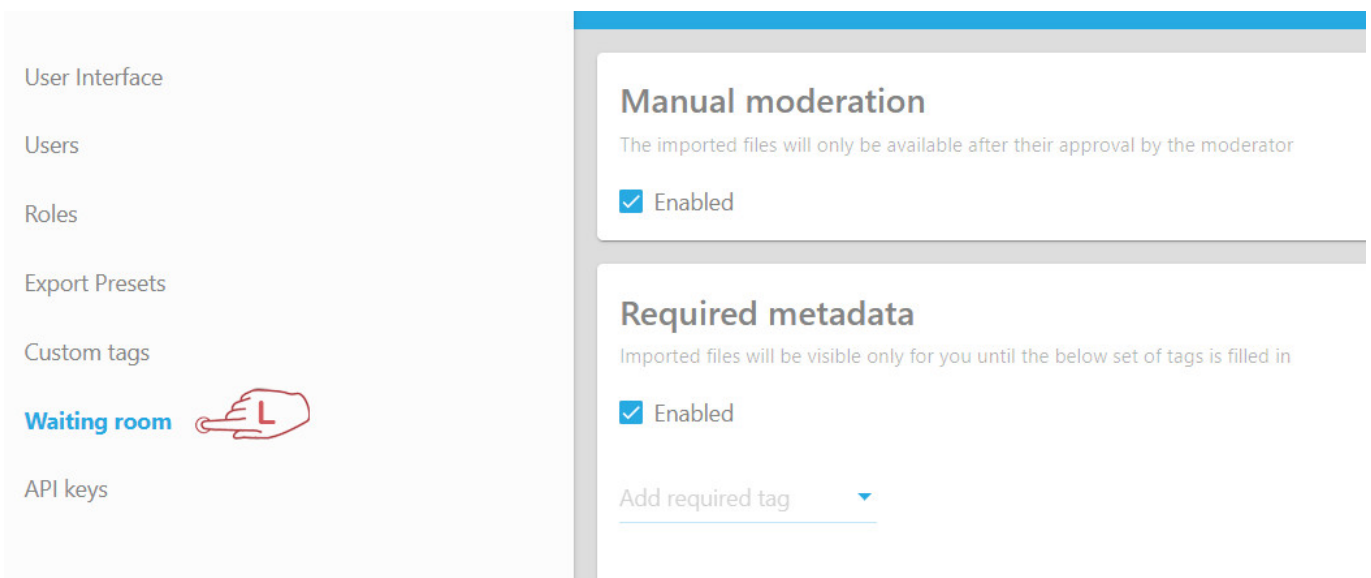 User Interface
Users
Roles
Export Presets
Custom tags
Waiting room
L
API keys
Manual moderation
The imported files will only be available after their approval by the moderator
Enabled
Required metadata
Imported files will be visible only for you until the below set of tags is filled in
Enabled
Add required tag